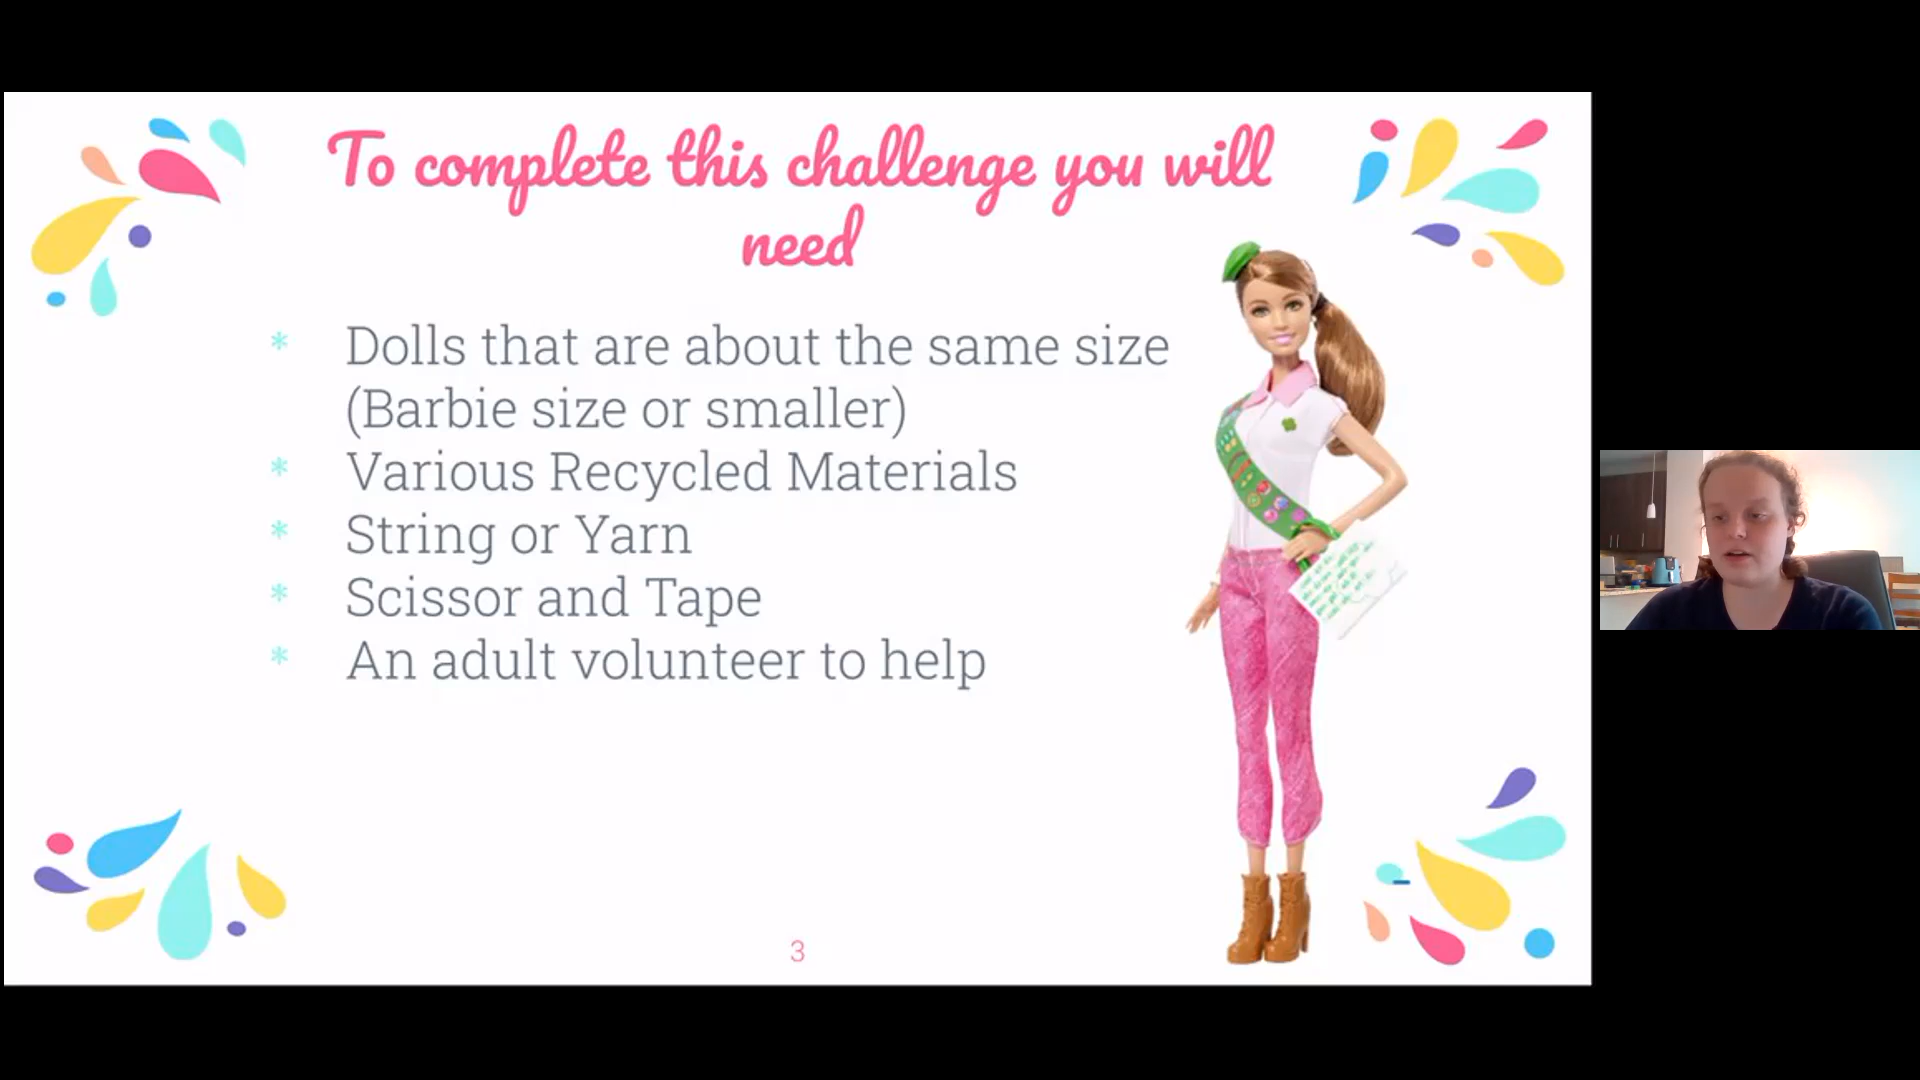 To complete this challenge you will
need
* Dolls that are about the same size
(Barbie size or smaller)
* Various Recycled Materials
* String or Yarn
* Scissor and Tape
* An adult volunteer to help
3